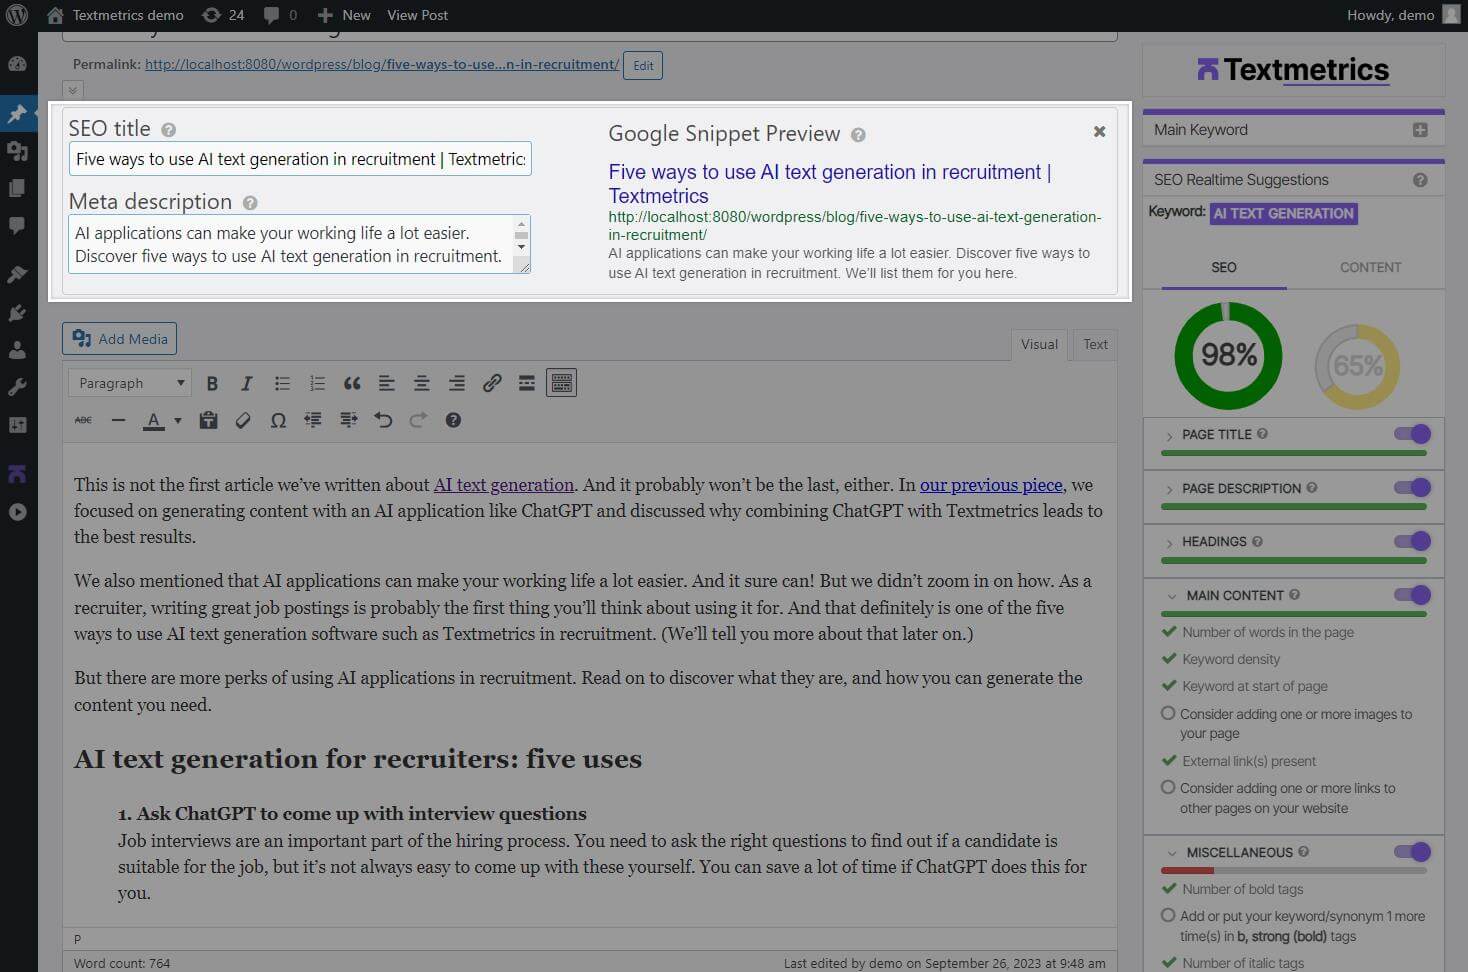 Textmetrics demo 24 0 New View Post Howdy, demo
Permalink: http://localhost:8080/wordpress/blog/five-ways-to-use…n-in-recruitment/ Edit
SEO title
Five ways to use AI text generation in recruitment | Textmetrics
Meta description
AI applications can make your working life a lot easier.
Discover five ways to use AI text generation in recruitment.
Google Snippet Preview
Five ways to use AI text generation in recruitment |
Textmetrics
http://localhost:8080/wordpress/blog/five-ways-to-use-ai-text-generation-
in-recruitment/
AI applications can make your working life a lot easier. Discover five ways to
use AI text generation in recruitment. We'll list them for you here.
Add Media
Visual Text
Paragraph
B I
ABC A
This is not the first article we've written about AI text generation. And it probably won't be the last, either. In our previous piece, we
focused on generating content with an AI application like ChatGPT and discussed why combining ChatGPT with Textmetrics leads to
the best results.
We also mentioned that AI applications can make your working life a lot easier. And it sure can! But we didn't zoom in on how. As a
recruiter, writing great job postings is probably the first thing you'll think about using it for. And that definitely is one of the five
ways to use AI text generation software such as Textmetrics in recruitment. (We'll tell you more about that later on.)
But there are more perks of using AI applications in recruitment. Read on to discover what they are, and how you can generate the
content you need.
AI text generation for recruiters: five uses
1. Ask ChatGPT to come up with interview questions
Job interviews are an important part of the hiring process. You need to ask the right questions to find out if a candidate is
suitable for the job, but it's not always easy to come up with these yourself. You can save a lot of time if ChatGPT does this for
you.
P
Word count: 764
Last edited by demo on September 26, 2023 at 9:48 am
Textmetrics
Main Keyword
SEO Realtime Suggestions
Keyword: AI TEXT GENERATION
SEO CONTENT
98% 65%
PAGE TITLE
PAGE DESCRIPTION
HEADINGS
MAIN CONTENT
Number of words in the page
Keyword density
Keyword at start of page
Consider adding one or more images to
your page
External link(s) present
Consider adding one or more links to
other pages on your website
MISCELLANEOUS
Number of bold tags
Add or put your keyword/synonym 1 more
time(s) in b, strong (bold) tags
Number of italic tags